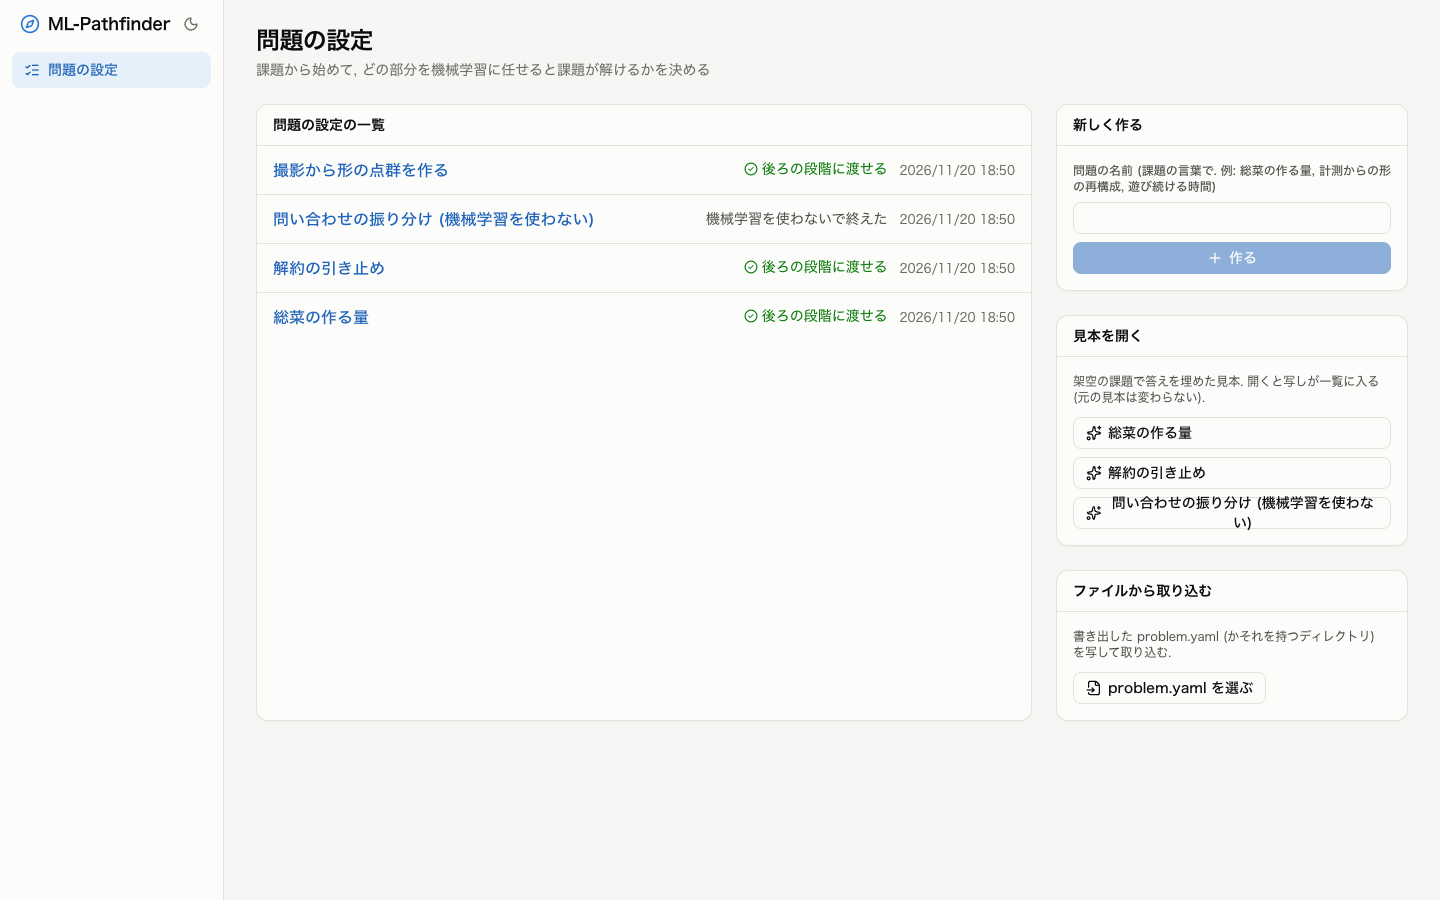 ML-Pathfinder
問題の設定
問題の設定
課題から始めて, どの部分を機械学習に任せると課題が解けるかを決める
問題の設定の一覧
撮影から形の点群を作る 後ろの段階に渡せる 2026/11/20 18:50
問い合わせの振り分け (機械学習を使わない) 機械学習を使わないで終えた 2026/11/20 18:50
解約の引き止め 後ろの段階に渡せる 2026/11/20 18:50
総菜の作る量 後ろの段階に渡せる 2026/11/20 18:50
新しく作る
問題の名前 (課題の言葉で. 例: 総菜の作る量, 計測からの形
の再構成, 遊び続ける時間)
作る
見本を開く
架空の課題で答えを埋めた見本. 開くと写しが一覧に入る
(元の見本は変わらない).
総菜の作る量
解約の引き止め
問い合わせの振り分け (機械学習を使わな
い)
ファイルから取り込む
書き出した problem.yaml (かそれを持つディレクトリ)
を写して取り込む.
problem.yaml を選ぶ